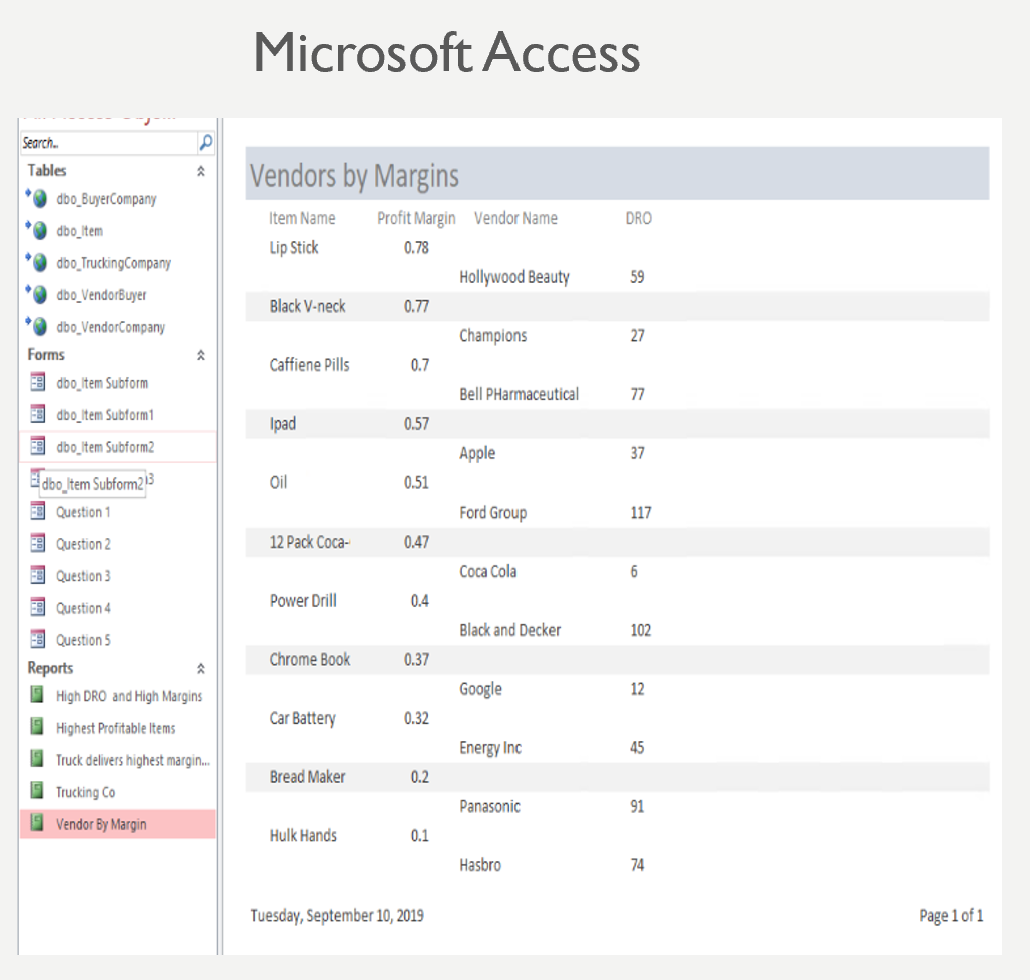 Microsoft Access
Search..
Tables
dbo_BuyerCompany
dbo_Item
dbo_TruckingCompany
dbo_VendorBuyer
dbo_VendorCompany
Forms
dbo_Item Subform
dbo_Item Subform1
dbo_Item Subform2
dbo_Item Subform2
Question 1
Question 2
Question 3
Question 4
Question 5
Reports
High DRO and High Margins
Highest Profitable Items
Truck delivers highest margin...
Trucking Co
Vendor By Margin
Vendors by Margins
Item Name Profit Margin Vendor Name DRO
Lip Stick 0.78
Hollywood Beauty 59
Black V-neck 0.77
Champions 27
Caffiene Pills 0.7
Bell PHarmaceutical 77
Ipad 0.57
Apple 37
Oil 0.51
Ford Group 117
12 Pack Coca- 0.47
Coca Cola 6
Power Drill 0.4
Black and Decker 102
Chrome Book 0.37
Google 12
Car Battery 0.32
Energy Inc 45
Bread Maker 0.2
Panasonic 91
Hulk Hands 0.1
Hasbro 74
Tuesday, September 10, 2019 Page 1 of 1